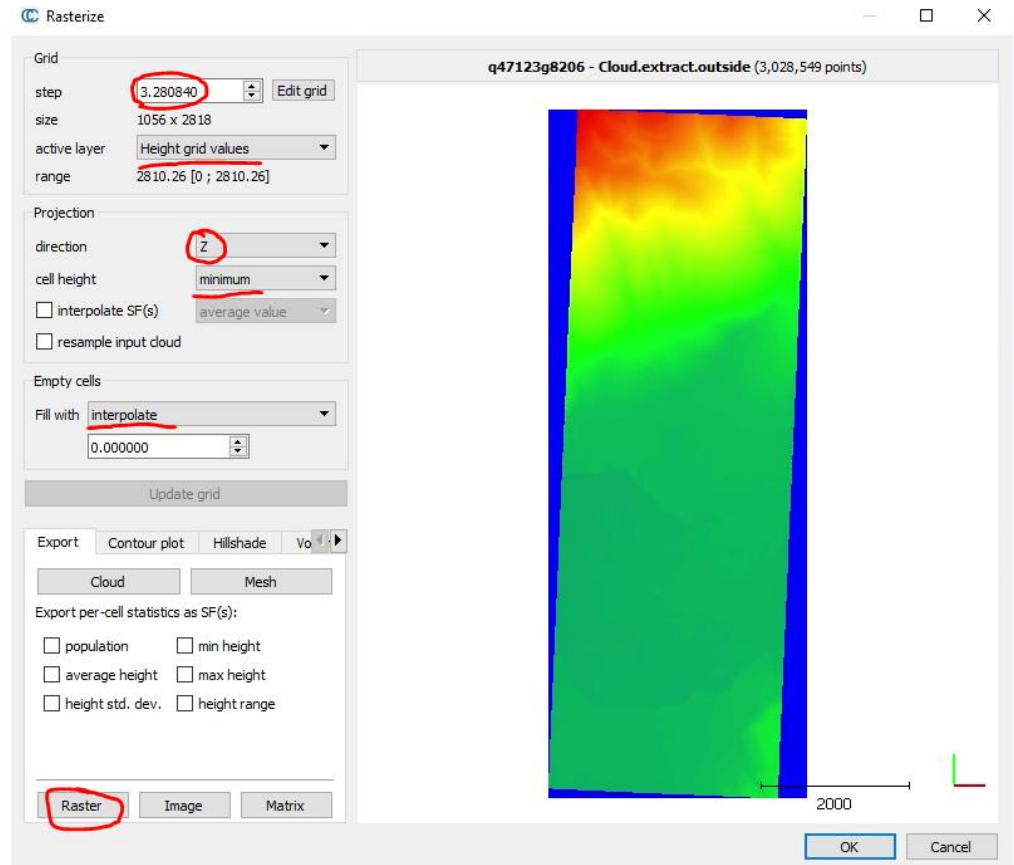 Rasterize
Grid
step 3.280840 Edit grid
size 1056 x 2818
active layer Height grid values
range 2810.26 [0 ; 2810.26]
Projection
direction Z
cell height minimum
interpolate SF(s) average value
resample input cloud
Empty cells
Fill with interpolate
0.000000
Update grid
Export Contour plot Hillshade Vo
Cloud Mesh
Export per-cell statistics as SF(s):
population min height
average height max height
height std. dev. height range
Raster Image Matrix
q47123g8206 - Cloud.extract.outside (3,028,549 points)
2000
OK Cancel